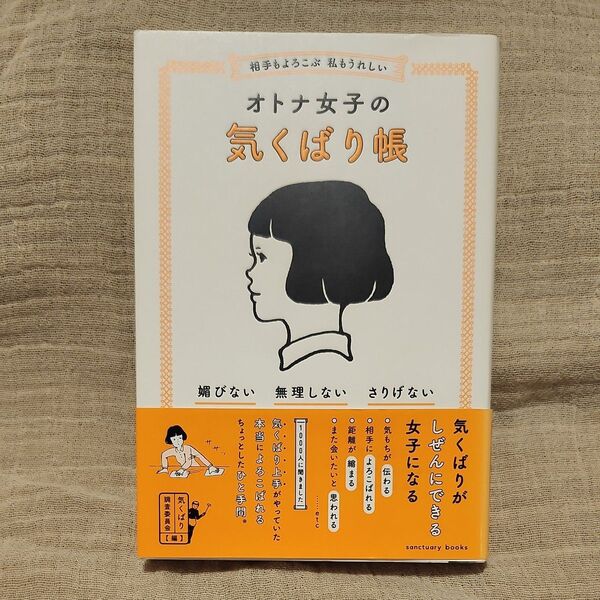 相手もよろこぶ 私もうれしい
オトナ女子の
気くばり帳
媚びない 無理しない さりげない
気くばりが
しぜんにできる
女子になる
●気もちが伝わる
●相手によろこばれる
●距離が縮まる
●また会いたいと思われる
……etc
1000人に聞きました
気くばり上手がやっていた
本当によろこばれる
ちょっとしたひと手間。
サササ
気くばり
調査委員会
【編】
sanctuary books